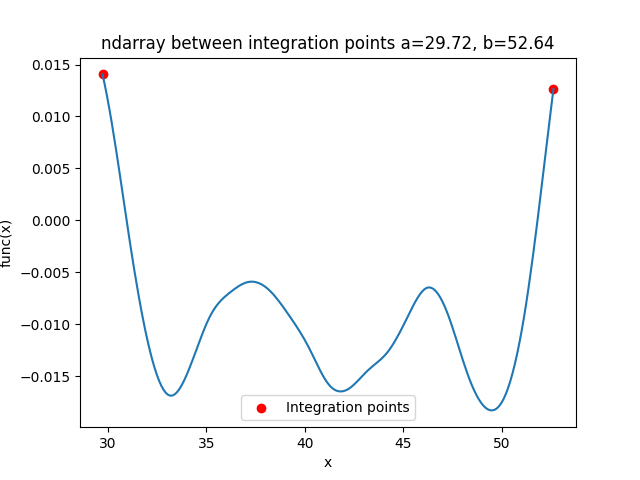 ndarray between integration points a=29.72, b=52.64
0.015
0.010
0.005
0.000
−0.005
−0.010
−0.015
func(x)
Integration points
30 35 40 45 50
x